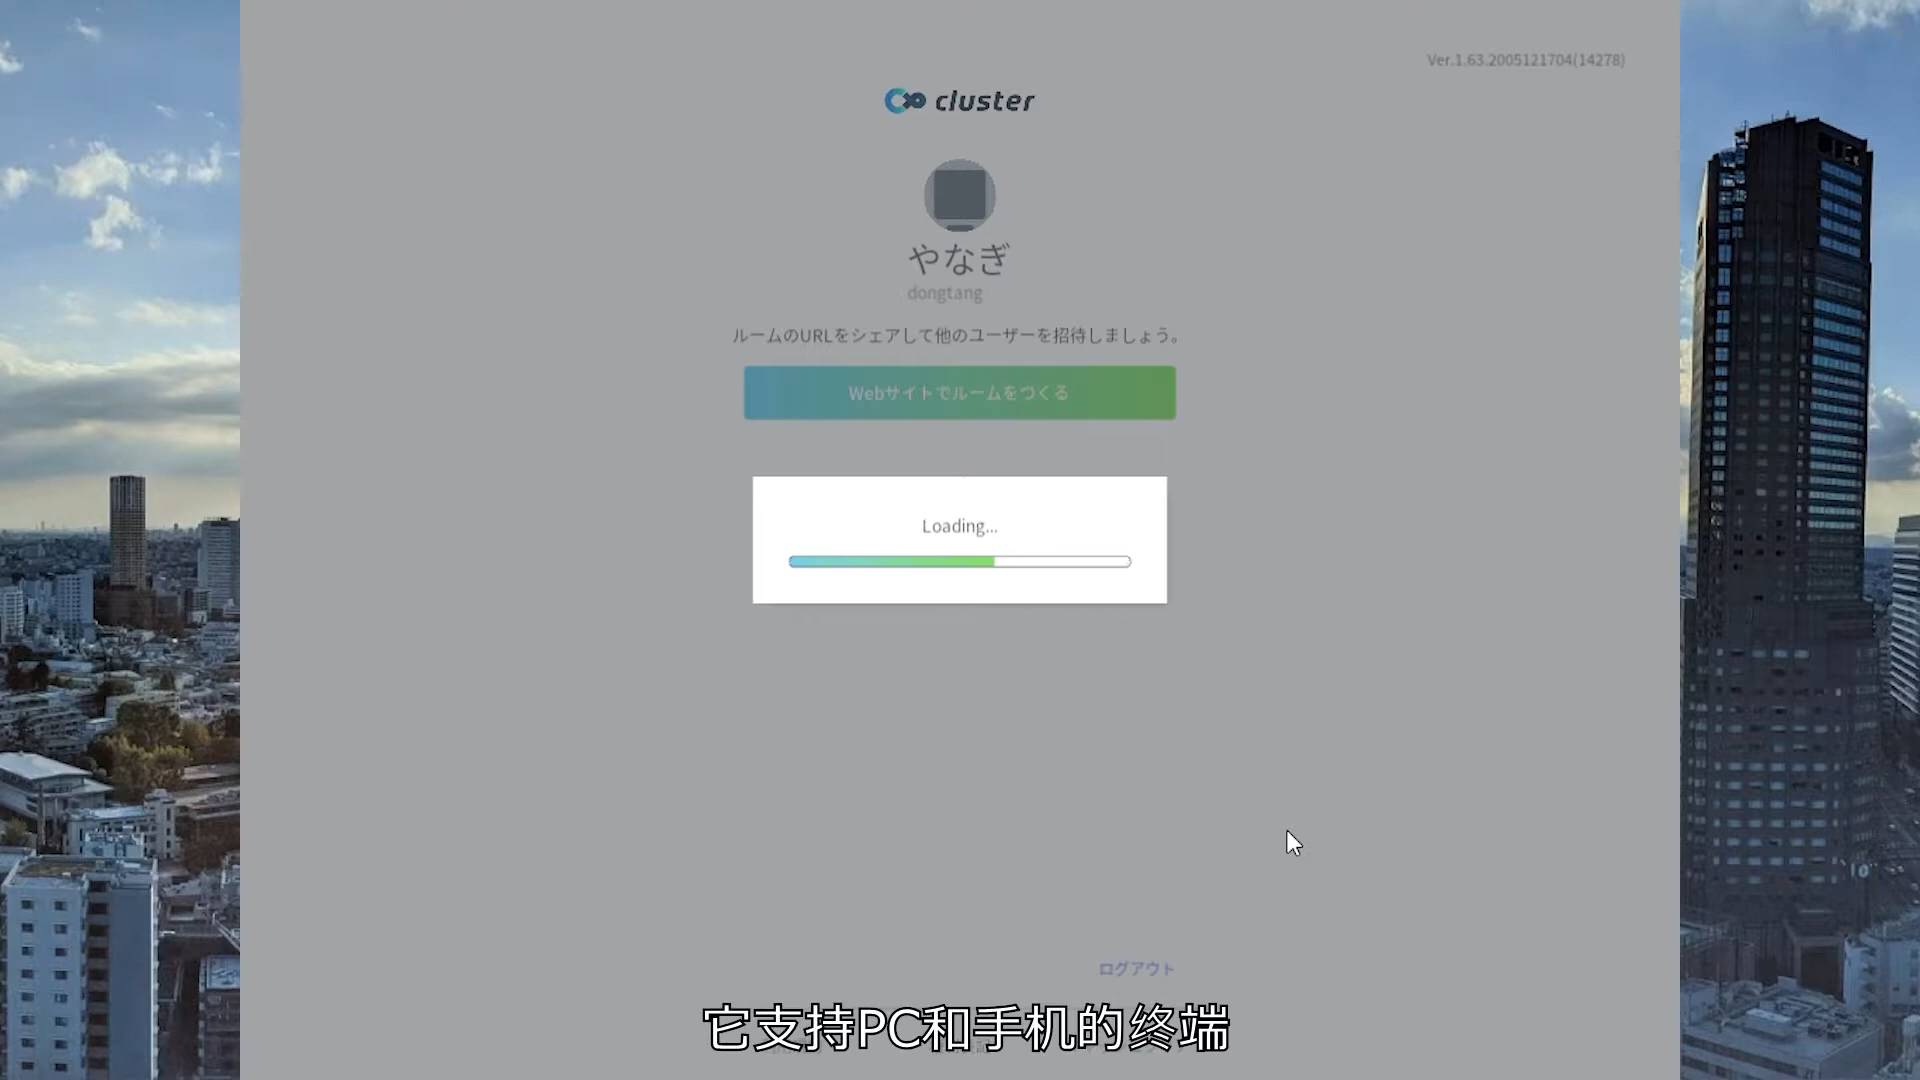 Ver.1.63.2005121704(14278)
cluster
やなぎ
dongtang
ルームのURLをシェアして他のユーザーを招待しましょう。
Webサイトでルームをつくる
Loading...
ログアウト
它支持PC和手机的终端